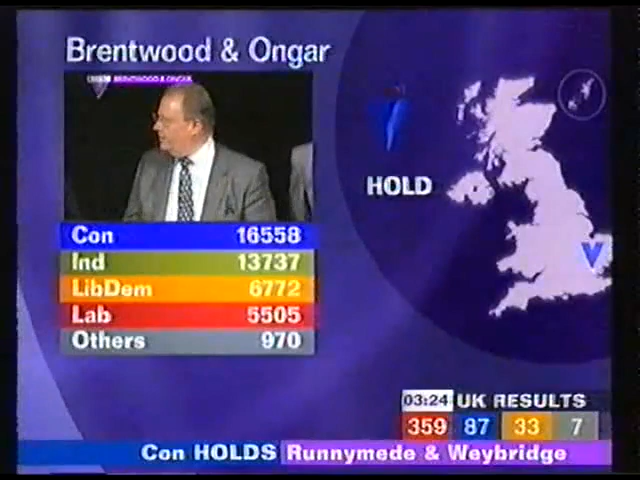 Brentwood & Ongar
BBC BRENTWOOD & ONGAR
HOLD
Con 16558
Ind 13737
LibDem 6772
Lab 5505
Others 970
03:24 UK RESULTS
359 87 33 7
Con HOLDS Runnymede & Weybridge